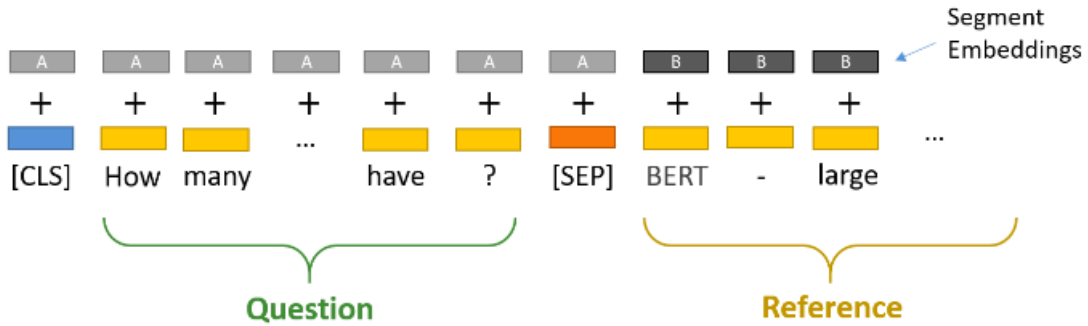 Segment
Embeddings
A A A A A A A B B B
+ + + + + + + + + +
... 
[CLS] How many ... have ? [SEP] BERT - large
Question Reference